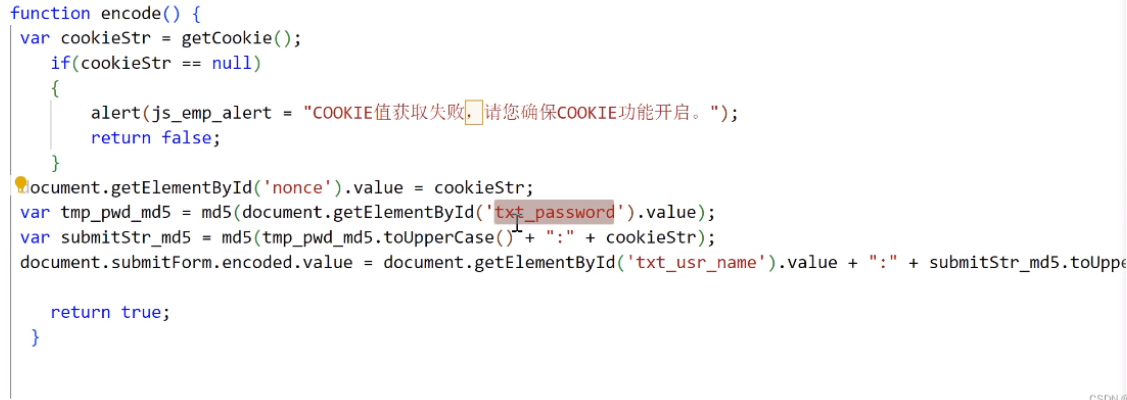 function encode() {
var cookieStr = getCookie();
if(cookieStr == null)
{
alert(js_emp_alert = "COOKIE值获取失败，请您确保COOKIE功能开启。");
return false;
}
document.getElementById('nonce').value = cookieStr;
var tmp_pwd_md5 = md5(document.getElementById('txt_password').value);
var submitStr_md5 = md5(tmp_pwd_md5.toUpperCase() + ":" + cookieStr);
document.submitForm.encoded.value = document.getElementById('txt_usr_name').value + ":" + submitStr_md5.toUppe
return true;
}
CSDN @